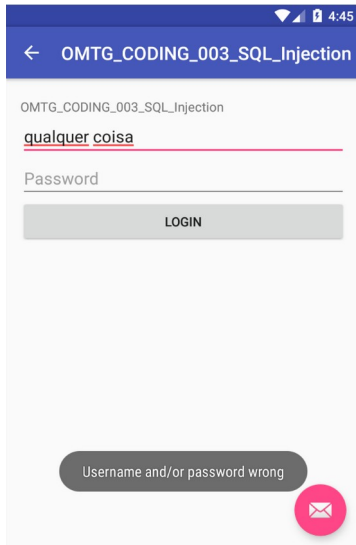 4:45
OMTG_CODING_003_SQL_Injection
OMTG_CODING_003_SQL_Injection
qualquer coisa
Password
LOGIN
Username and/or password wrong